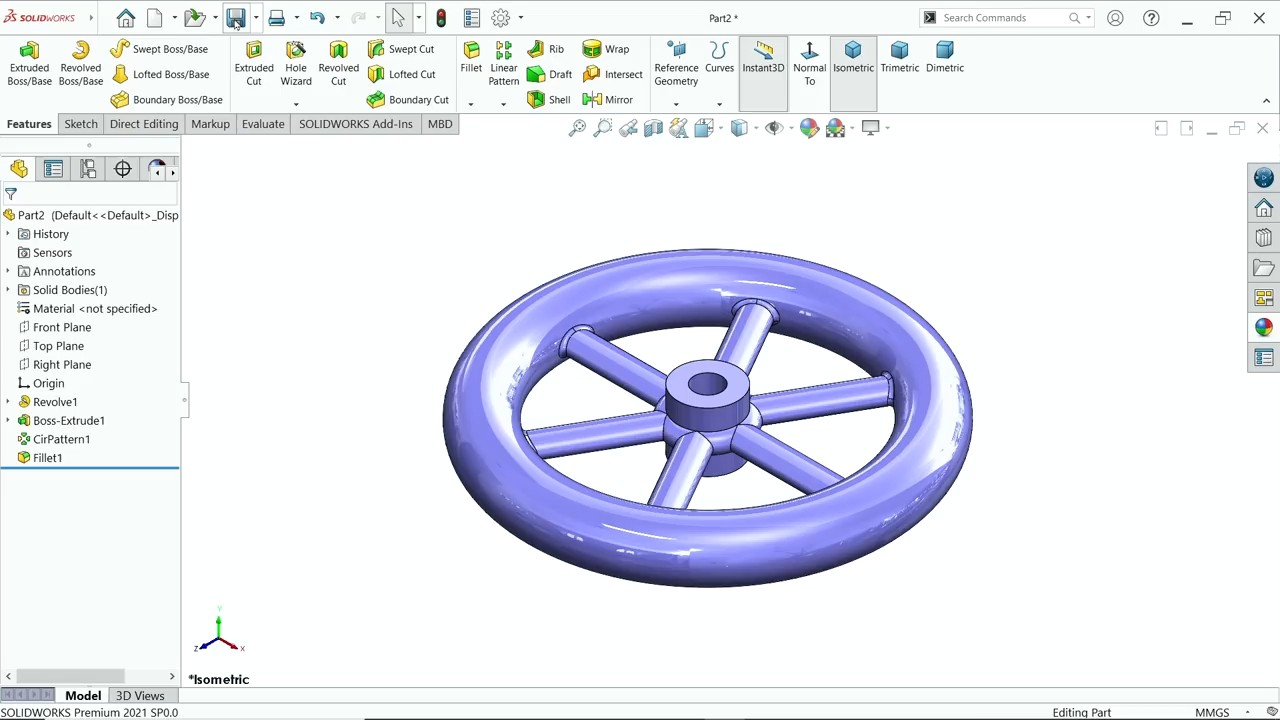 SOLIDWORKS
Part2 *
Search Commands
Extruded Boss/Base
Revolved Boss/Base
Swept Boss/Base
Lofted Boss/Base
Boundary Boss/Base
Extruded Cut
Hole Wizard
Revolved Cut
Swept Cut
Lofted Cut
Boundary Cut
Fillet
Linear Pattern
Rib
Draft
Shell
Wrap
Intersect
Mirror
Reference Geometry
Curves
Instant3D
Normal To
Isometric
Trimetric
Dimetric
Features
Sketch
Direct Editing
Markup
Evaluate
SOLIDWORKS Add-Ins
MBD
Part2 (Default<<Default>_Disp
History
Sensors
Annotations
Solid Bodies(1)
Material <not specified>
Front Plane
Top Plane
Right Plane
Origin
Revolve1
Boss-Extrude1
CirPattern1
Fillet1
Y
Z
X
*Isometric
Model
3D Views
SOLIDWORKS Premium 2021 SP0.0
Editing Part
MMGS